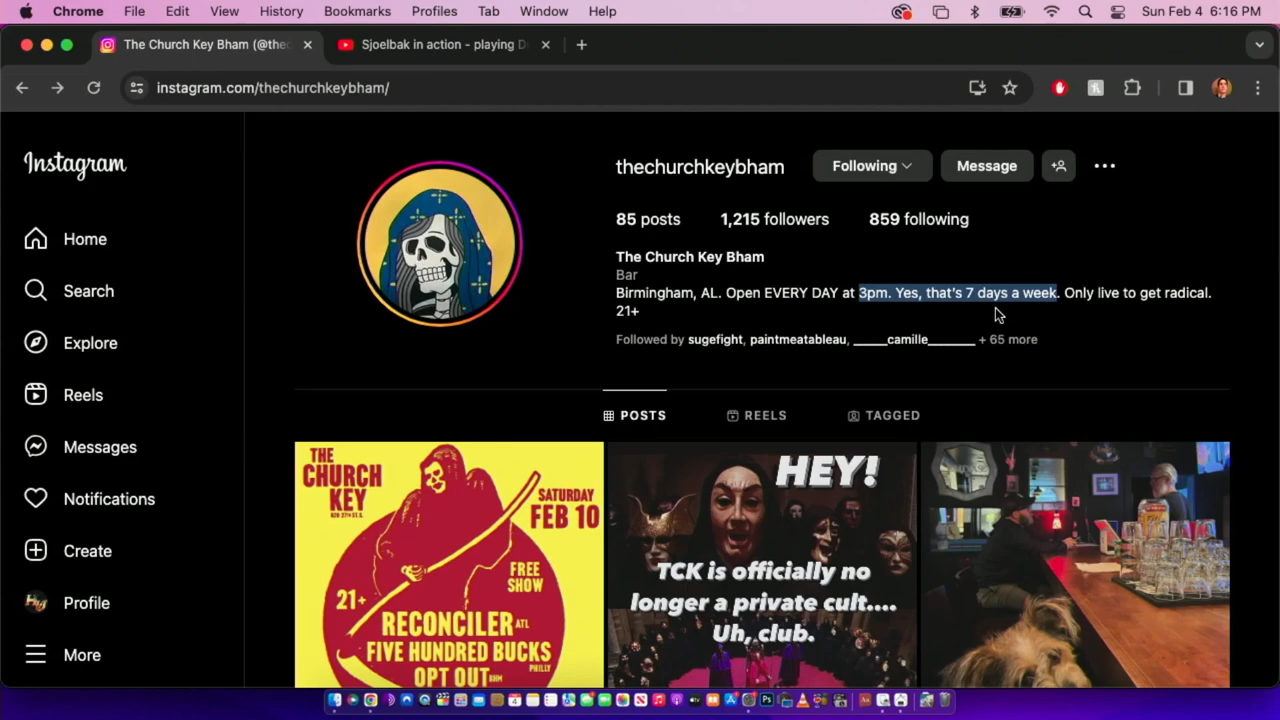 Chrome File Edit View History Bookmarks Profiles Tab Window Help Sun Feb 4 6:16 PM
The Church Key Bham (@the Sjoelbak in action - playing D
instagram.com/thechurchkeybham/
Instagram
Home
Search
Explore
Reels
Messages
Notifications
Create
Profile
More
thechurchkeybham Following Message
85 posts 1,215 followers 859 following
The Church Key Bham
Bar
Birmingham, AL. Open EVERY DAY at 3pm. Yes, that's 7 days a week. Only live to get radical.
21+
Followed by sugefight, paintmeatableau, _____camille_______ + 65 more
POSTS REELS TAGGED
THE
CHURCH
KEY
SATURDAY
FEB 10
FREE
SHOW
21+
RECONCILER ATL
FIVE HUNDRED BUCKS
PHILLY
OPT OUT BHM
HEY!
TCK is officially no
longer a private cult....
Uh, club.